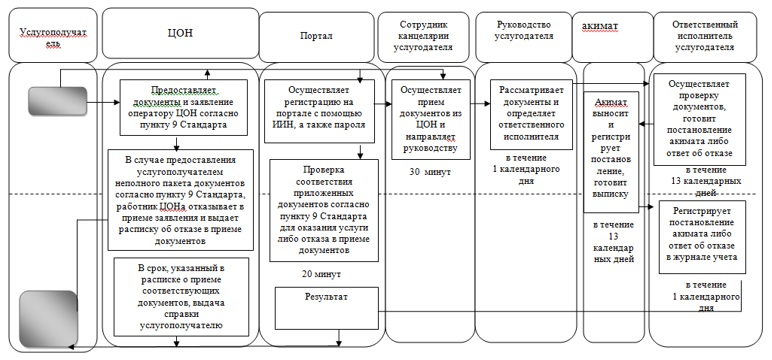 Услугополучат
ель
ЦОН
Портал
Сотрудник
канцелярии
услугодателя
Руководство
услугодателя
акимат
Ответственный
исполнитель
услугодателя
Предоставляет
документы и заявление
оператору ЦОН согласно
пункту 9 Стандарта
В случае предоставления
услугополучателем
неполного пакета документов
согласно пункту 9 Стандарта,
работник ЦОНа отказывает в
приеме заявления и выдает
расписку об отказе в приеме
документов
В срок, указанный в
расписке о приеме
соответствующих
документов, выдача
справки
услугополучателю
Осуществляет
регистрацию на
портале с помощью
ИИН, а также пароля
Проверка
соответствия
приложенных
документов согласно
пункту 9 Стандарта
для оказания услуги
либо отказа в приеме
документов
20 минут
Результат
Осуществляет
прием
документов из
ЦОН и
направляет
руководству
30 минут
Рассматривает
документы и
определяет
ответственного
исполнителя
в течение
1 календарного
дня
Акимат
выносит и
регистри
рует
постанов
ление,
готовит
выписку
в течение
13
календар
ных дней
Осуществляет
проверку
документов,
готовит
постановление
акимата либо
ответ об отказе
в течение
13 календарных
дней
Регистрирует
постановление
акимата либо
ответ об отказе
в журнале учета
в течение
1 календарного
дня